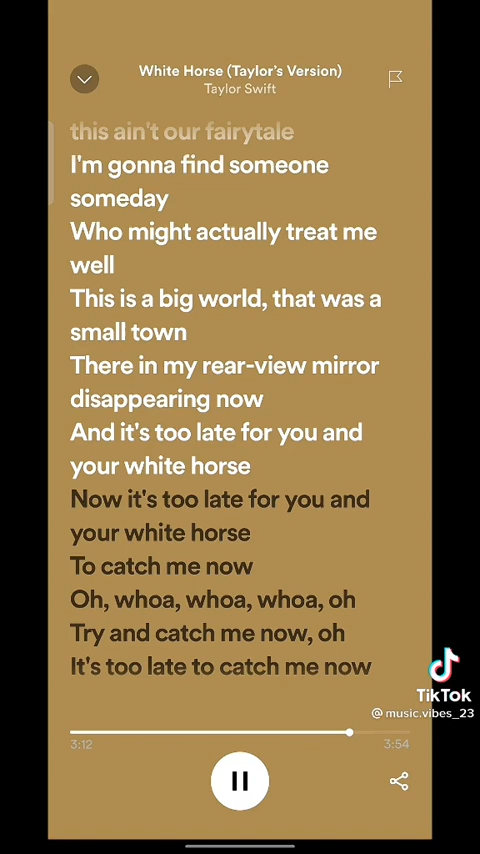 White Horse (Taylor's Version)
Taylor Swift
this ain't our fairytale
I'm gonna find someone
someday
Who might actually treat me
well
This is a big world, that was a
small town
There in my rear-view mirror
disappearing now
And it's too late for you and
your white horse
Now it's too late for you and
your white horse
To catch me now
Oh, whoa, whoa, whoa, oh
Try and catch me now, oh
It's too late to catch me now
TikTok
@music.vibes_23
3:12
3:54